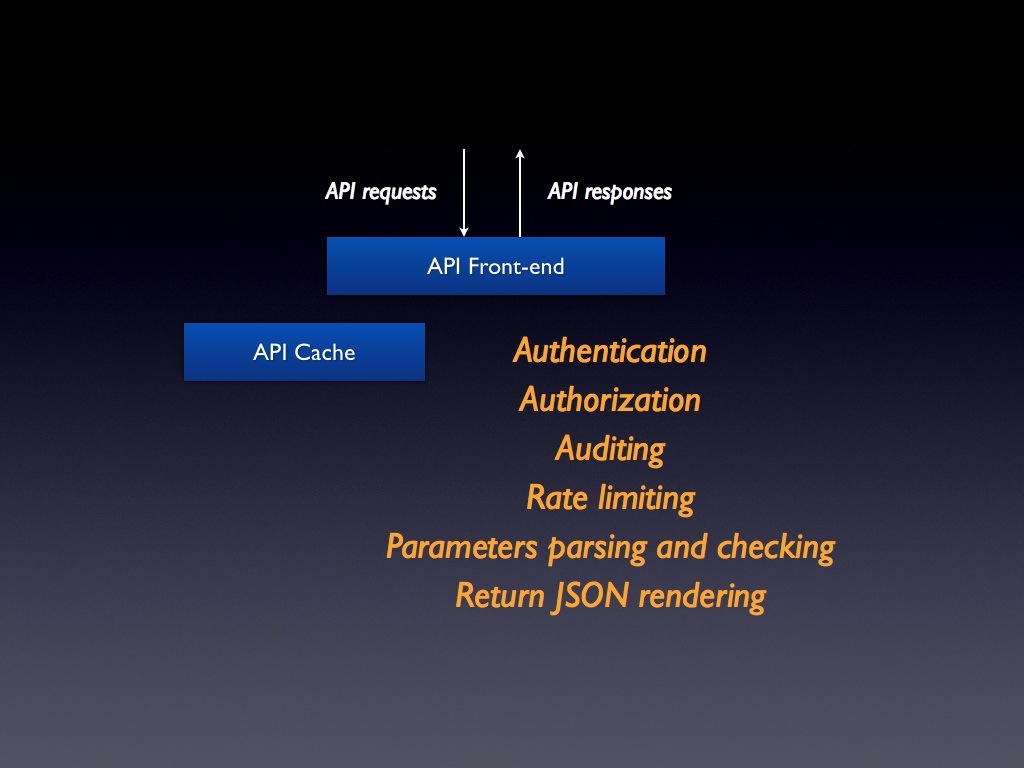 API requests
API responses
API Front-end
API Cache
Authentication
Authorization
Auditing
Rate limiting
Parameters parsing and checking
Return JSON rendering